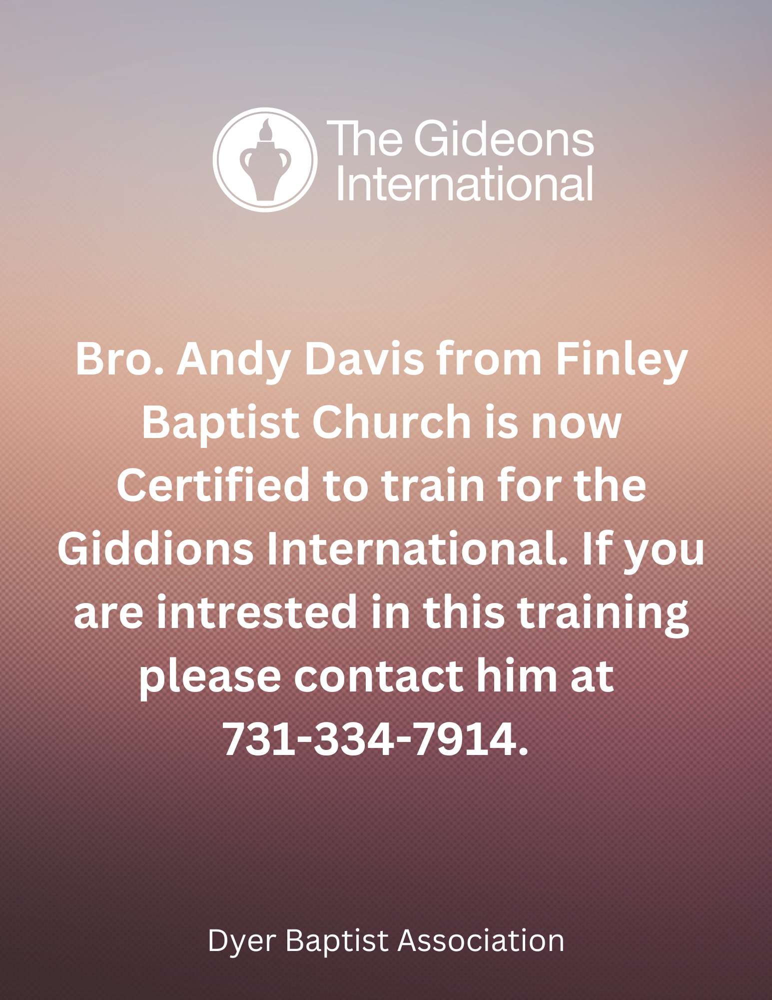 The Gideons
International
Bro. Andy Davis from Finley
Baptist Church is now
Certified to train for the
Giddions International. If you
are intrested in this training
please contact him at
731-334-7914.
Dyer Baptist Association